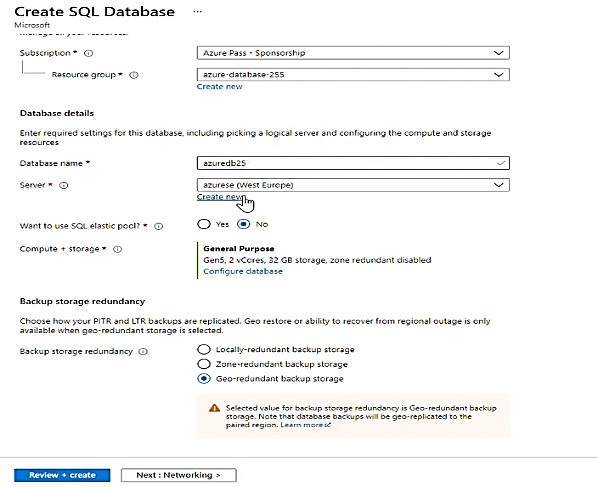 Create SQL Database ...
Microsoft
Subscription *
Azure Pass - Sponsorship
Resource group *
azure-database-255
Create new
Database details
Enter required settings for this database, including picking a logical server and configuring the compute and storage
resources
Database name *
azuredb25
Server *
azurese (West Europe)
Create new
Want to use SQL elastic pool? *
Yes No
Compute + storage *
General Purpose
Gen5, 2 vCores, 32 GB storage, zone redundant disabled
Configure database
Backup storage redundancy
Choose how your PITR and LTR backups are replicated. Geo restore or ability to recover from regional outage is only
available when geo-redundant storage is selected.
Backup storage redundancy
Locally-redundant backup storage
Zone-redundant backup storage
Geo-redundant backup storage
Selected value for backup storage redundancy is Geo-redundant backup
storage. Note that database backups will be geo-replicated to the
paired region. Learn more
Review + create
Next : Networking >